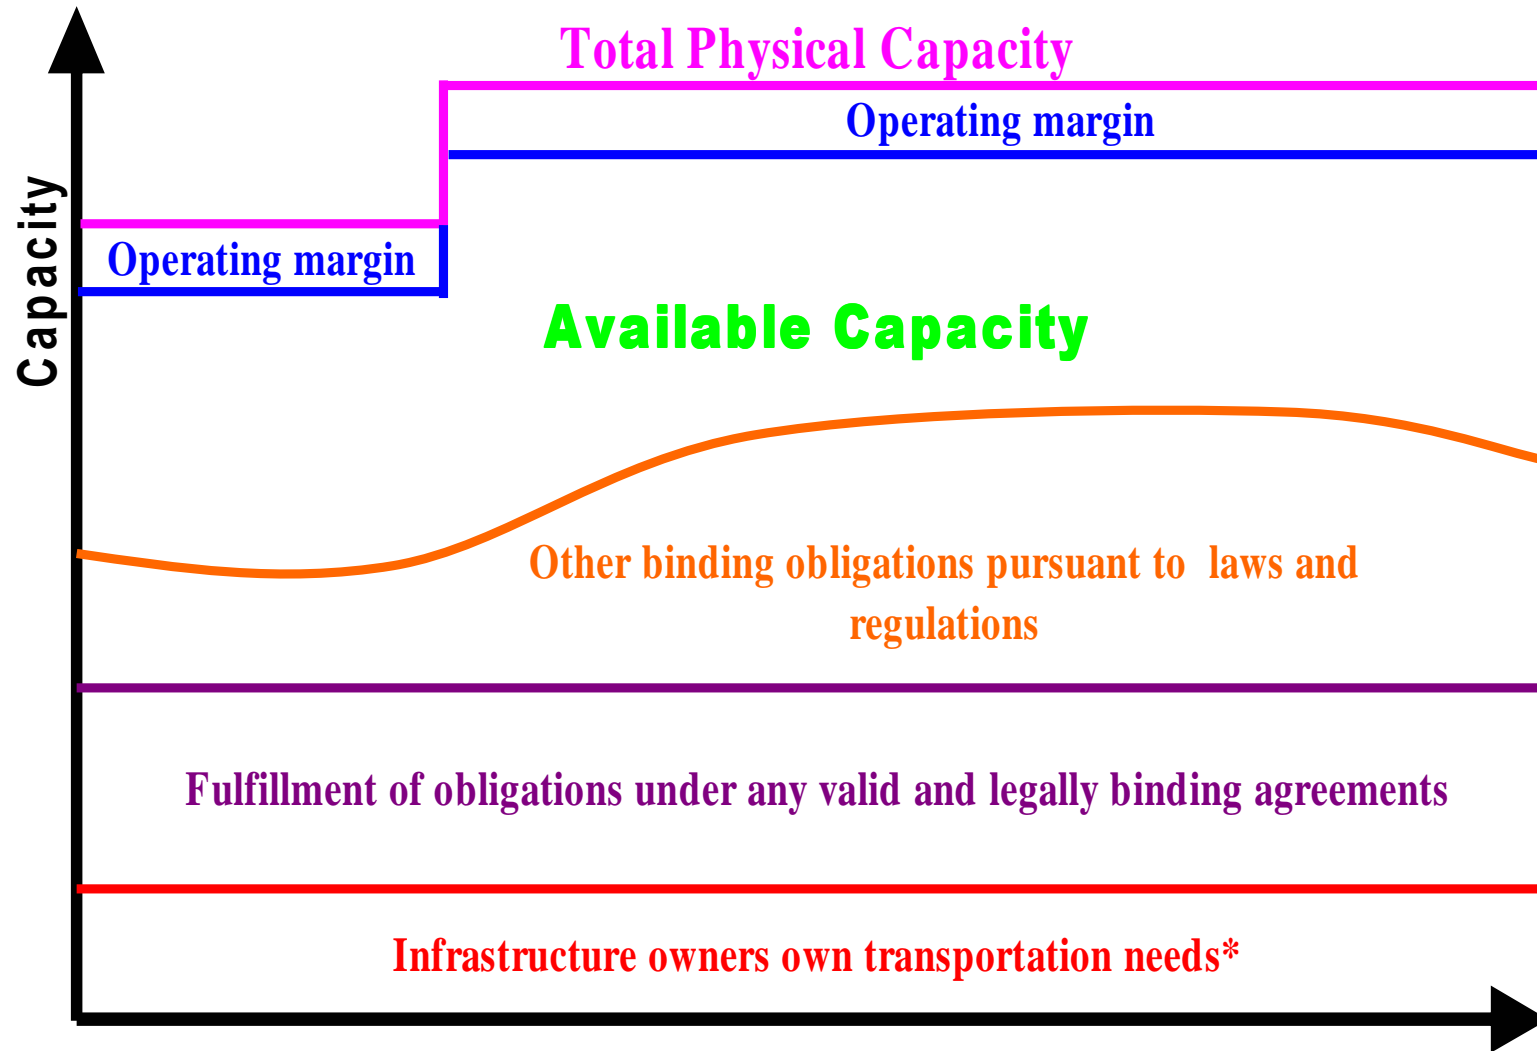 Total Physical Capacity
Operating margin
Capacity
Operating margin
Available Capacity
Other binding obligations pursuant to  laws and
regulations
Fulfillment of obligations under any valid and legally binding agreements
Infrastructure owners own transportation needs*